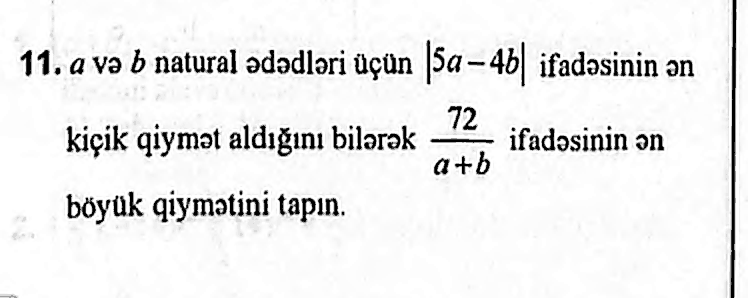 11. a və b natural ədədləri üçün |5a−4b| ifadəsinin ən
kiçik qiymət aldığını bilərək 72/(a+b) ifadəsinin ən
böyük qiymətini tapın.